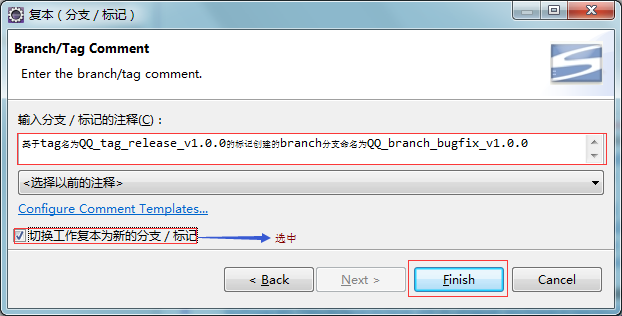 复本（分支 / 标记）
Branch/Tag Comment
Enter the branch/tag comment.
输入分支 / 标记的注释(C)：
基于tag名为QQ_tag_release_v1.0.0的标记创建的branch分支命名为QQ_branch_bugfix_v1.0.0
<选择以前的注释>
Configure Comment Templates...
切换工作复本为新的分支 / 标记
选中
< Back Next > Finish Cancel